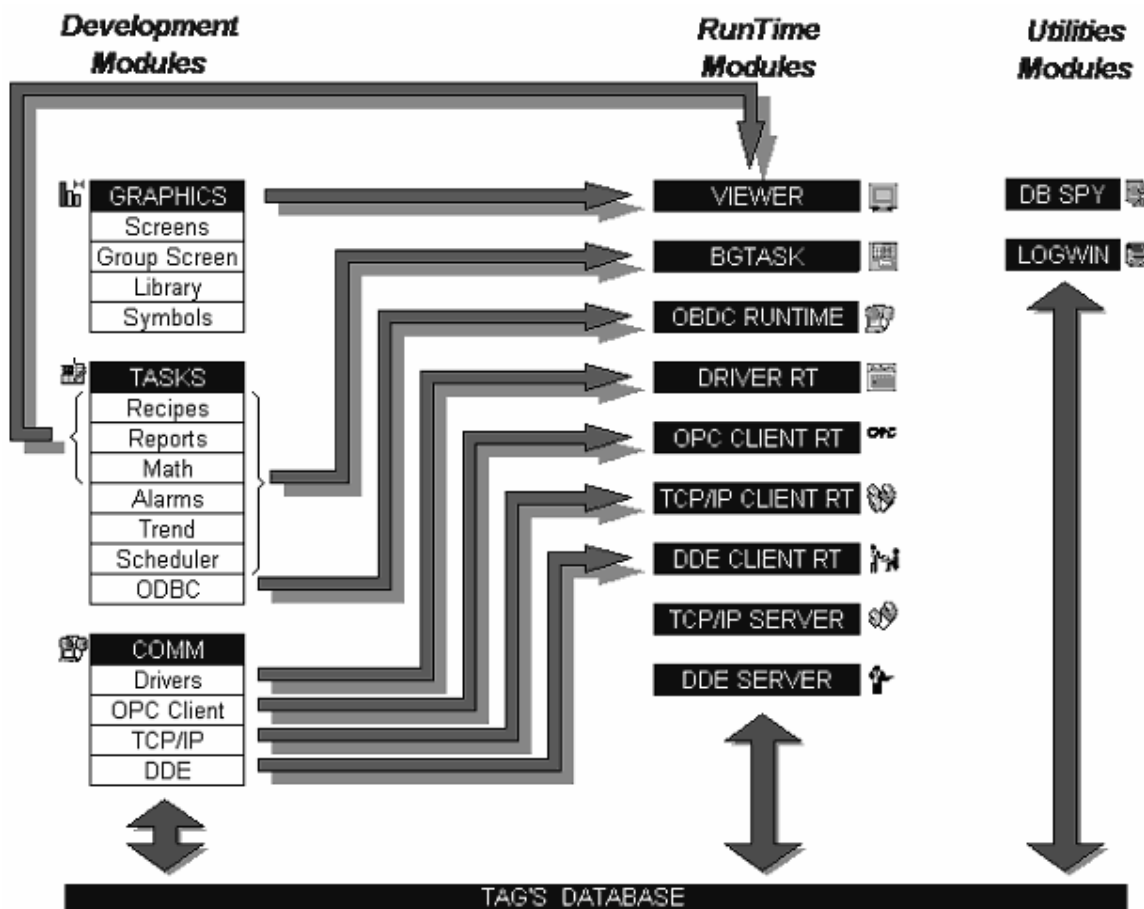 Development
Modules
RunTime
Modules
Utilities
Modules
GRAPHICS
Screens
Group Screen
Library
Symbols
TASKS
Recipes
Reports
Math
Alarms
Trend
Scheduler
ODBC
COMM
Drivers
OPC Client
TCP/IP
DDE
VIEWER
BGTASK
OBDC RUNTIME
DRIVER RT
OPC CLIENT RT
OPC
TCP/IP CLIENT RT
DDE CLIENT RT
TCP/IP SERVER
DDE SERVER
DB SPY
LOGWIN
TAG'S DATABASE